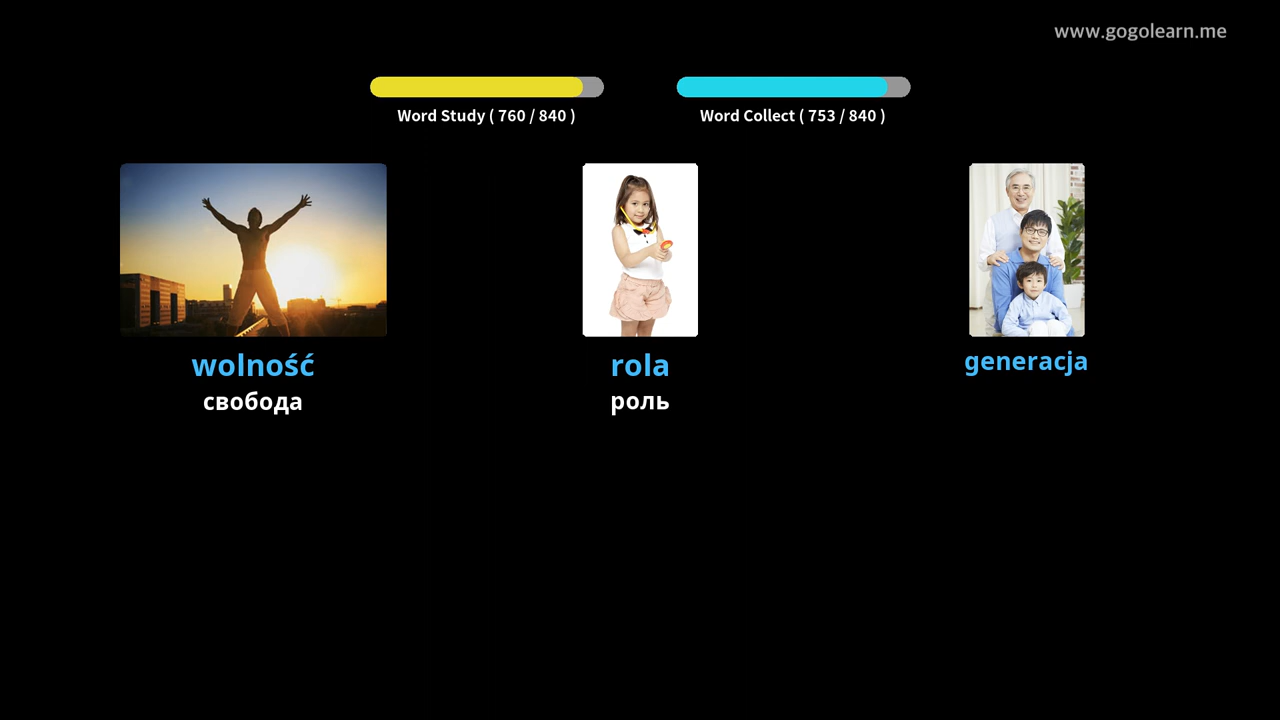 www.gogolearn.me
Word Study ( 760 / 840 )
Word Collect ( 753 / 840 )
wolność
свобода
rola
роль
generacja